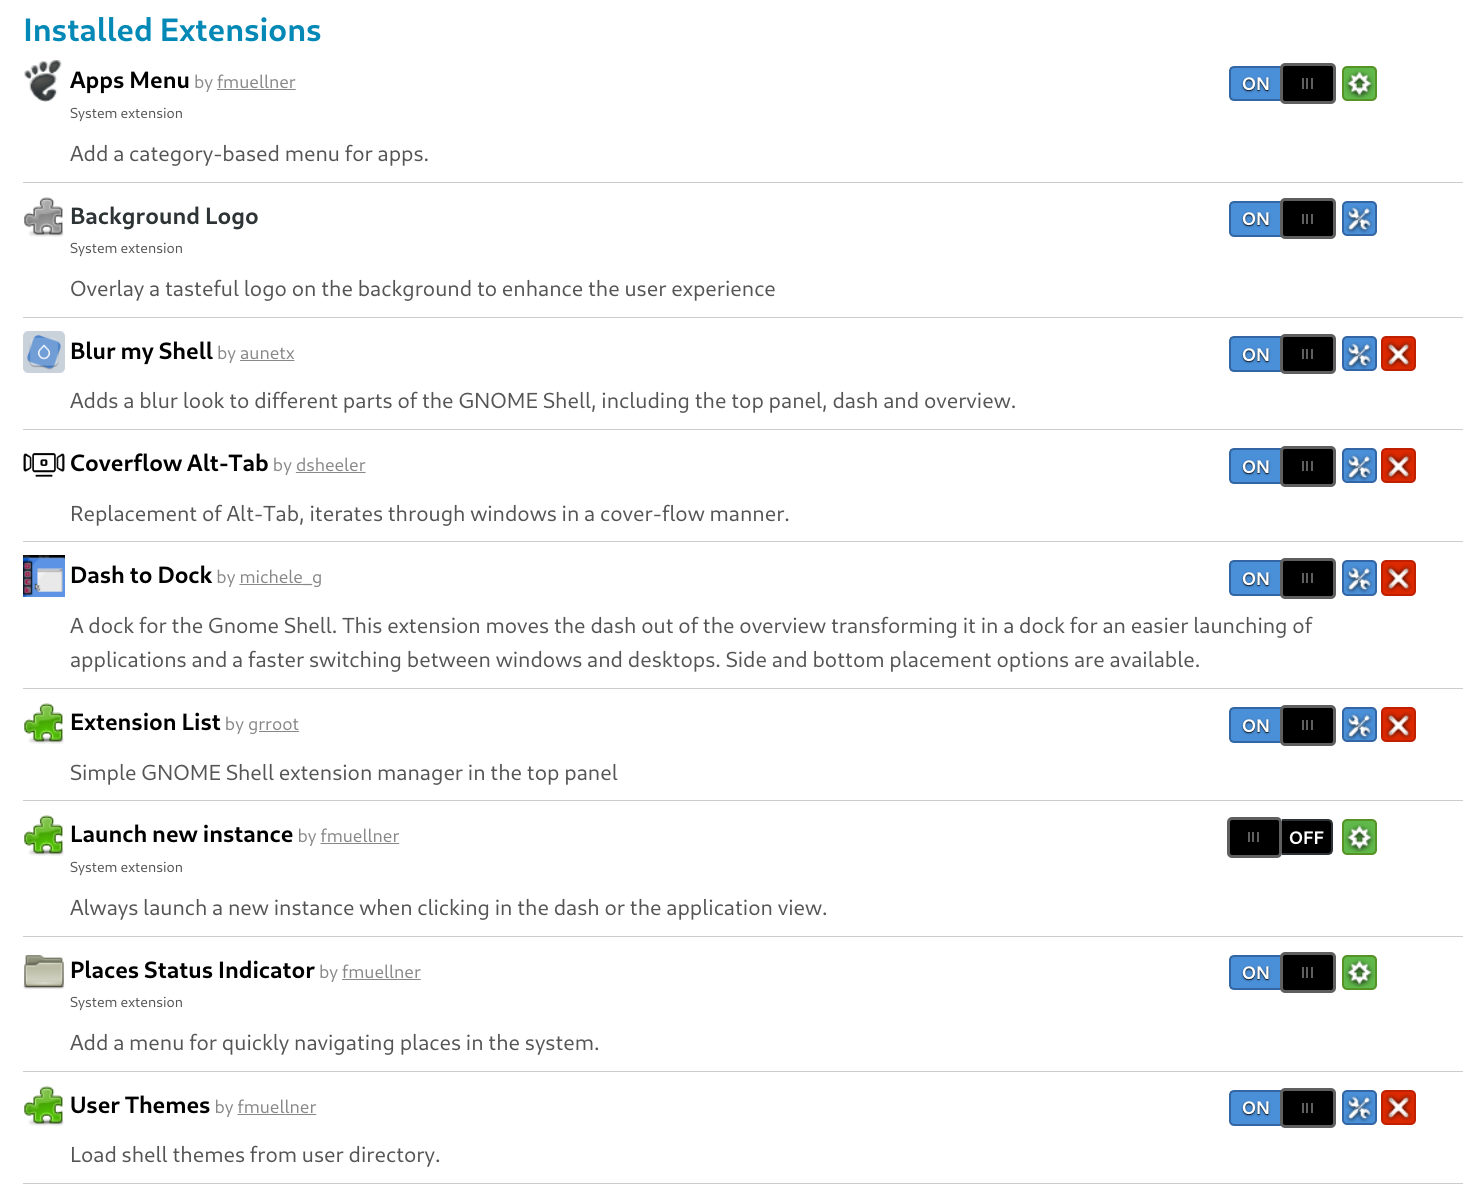 Installed Extensions
Apps Menu by fmuellner
ON
System extension
Add a category-based menu for apps.
Background Logo
ON
System extension
Overlay a tasteful logo on the background to enhance the user experience
Blur my Shell by aunetx
ON
Adds a blur look to different parts of the GNOME Shell, including the top panel, dash and overview.
Coverflow Alt-Tab by dsheeler
ON
Replacement of Alt-Tab, iterates through windows in a cover-flow manner.
Dash to Dock by michele_g
ON
A dock for the Gnome Shell. This extension moves the dash out of the overview transforming it in a dock for an easier launching of
applications and a faster switching between windows and desktops. Side and bottom placement options are available.
Extension List by grroot
ON
Simple GNOME Shell extension manager in the top panel
Launch new instance by fmuellner
OFF
System extension
Always launch a new instance when clicking in the dash or the application view.
Places Status Indicator by fmuellner
ON
System extension
Add a menu for quickly navigating places in the system.
User Themes by fmuellner
ON
Load shell themes from user directory.